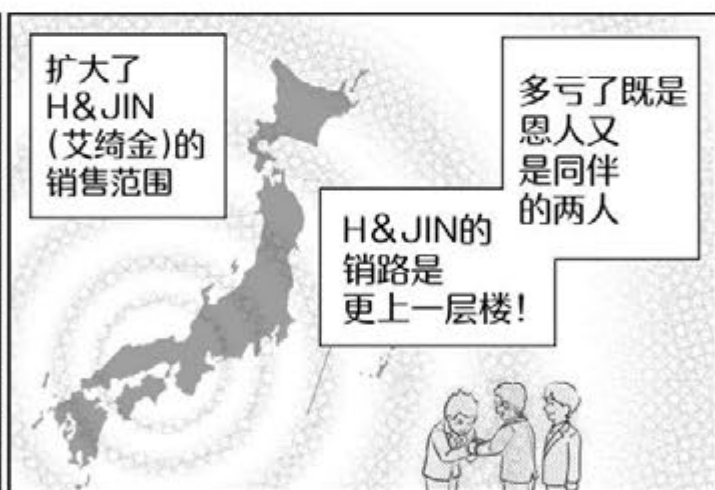 多亏了既是
恩人又
是同伴
的两人
H&JIN的
销路是
更上一层楼！
扩大了
H&JIN
(艾绮金)的
销售范围